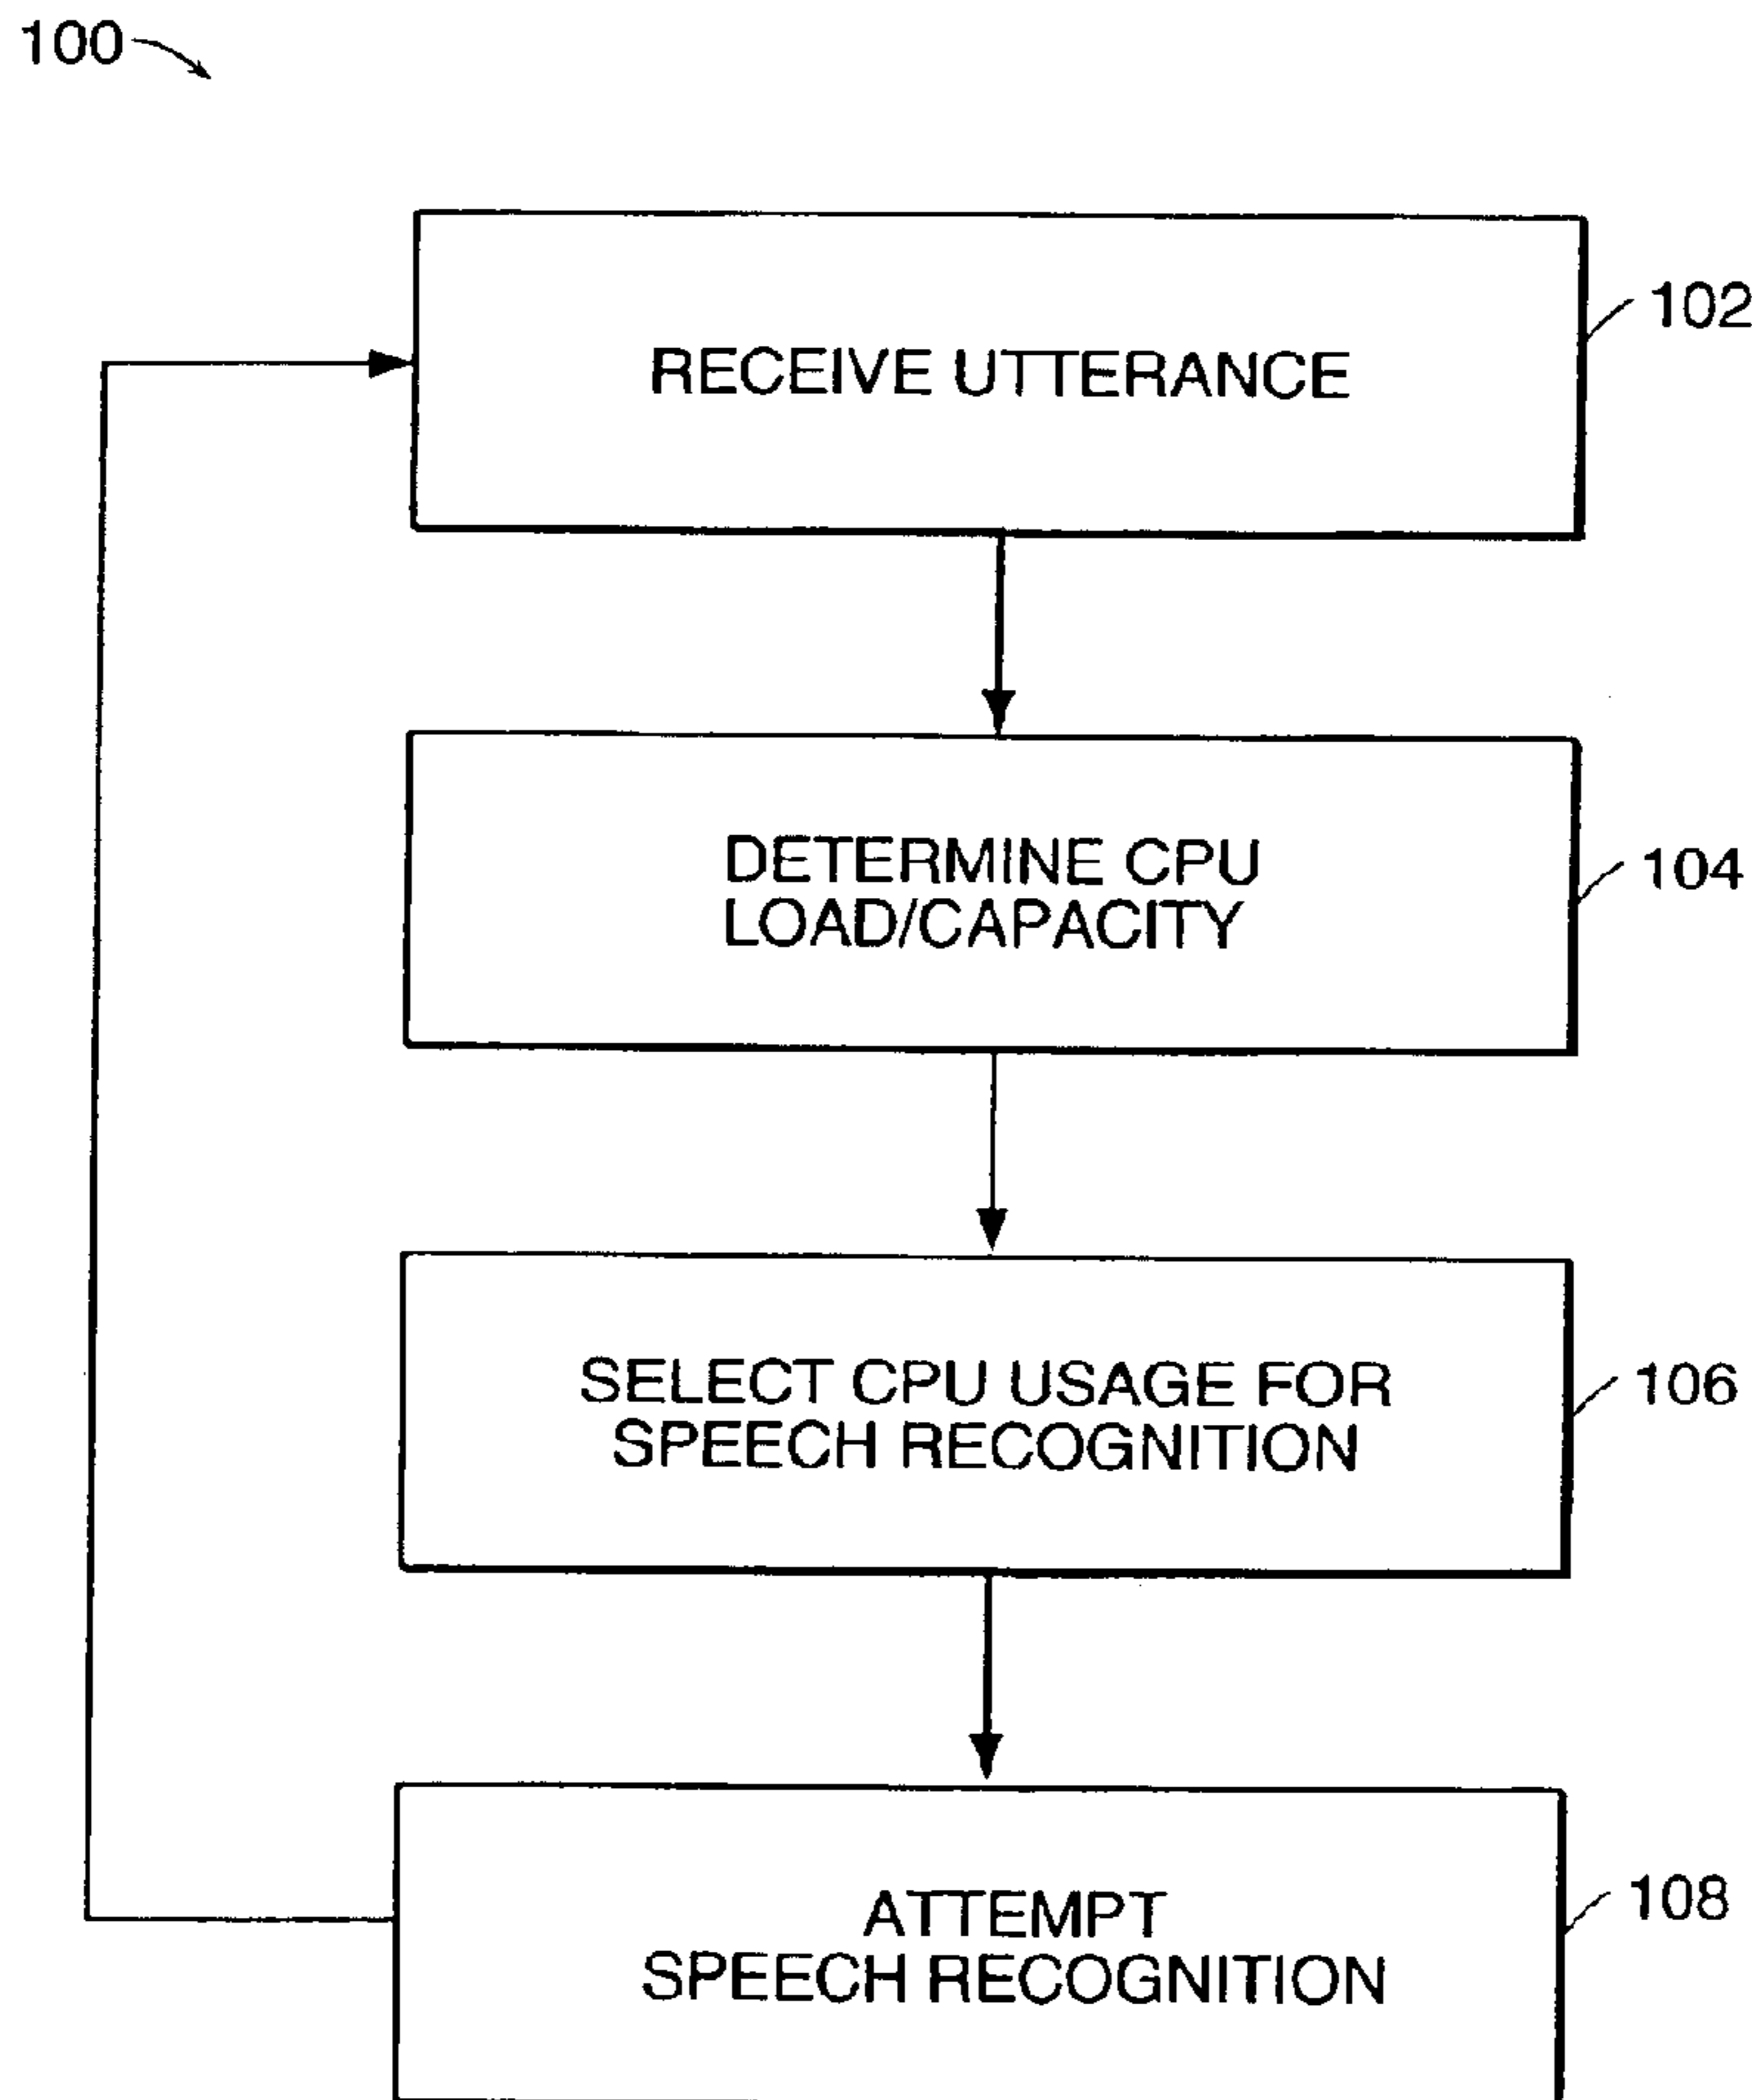 100
RECEIVE UTTERANCE
102
DETERMINE CPU
LOAD/CAPACITY
104
SELECT CPU USAGE FOR
SPEECH RECOGNITION
106
ATTEMPT
SPEECH RECOGNITION
108